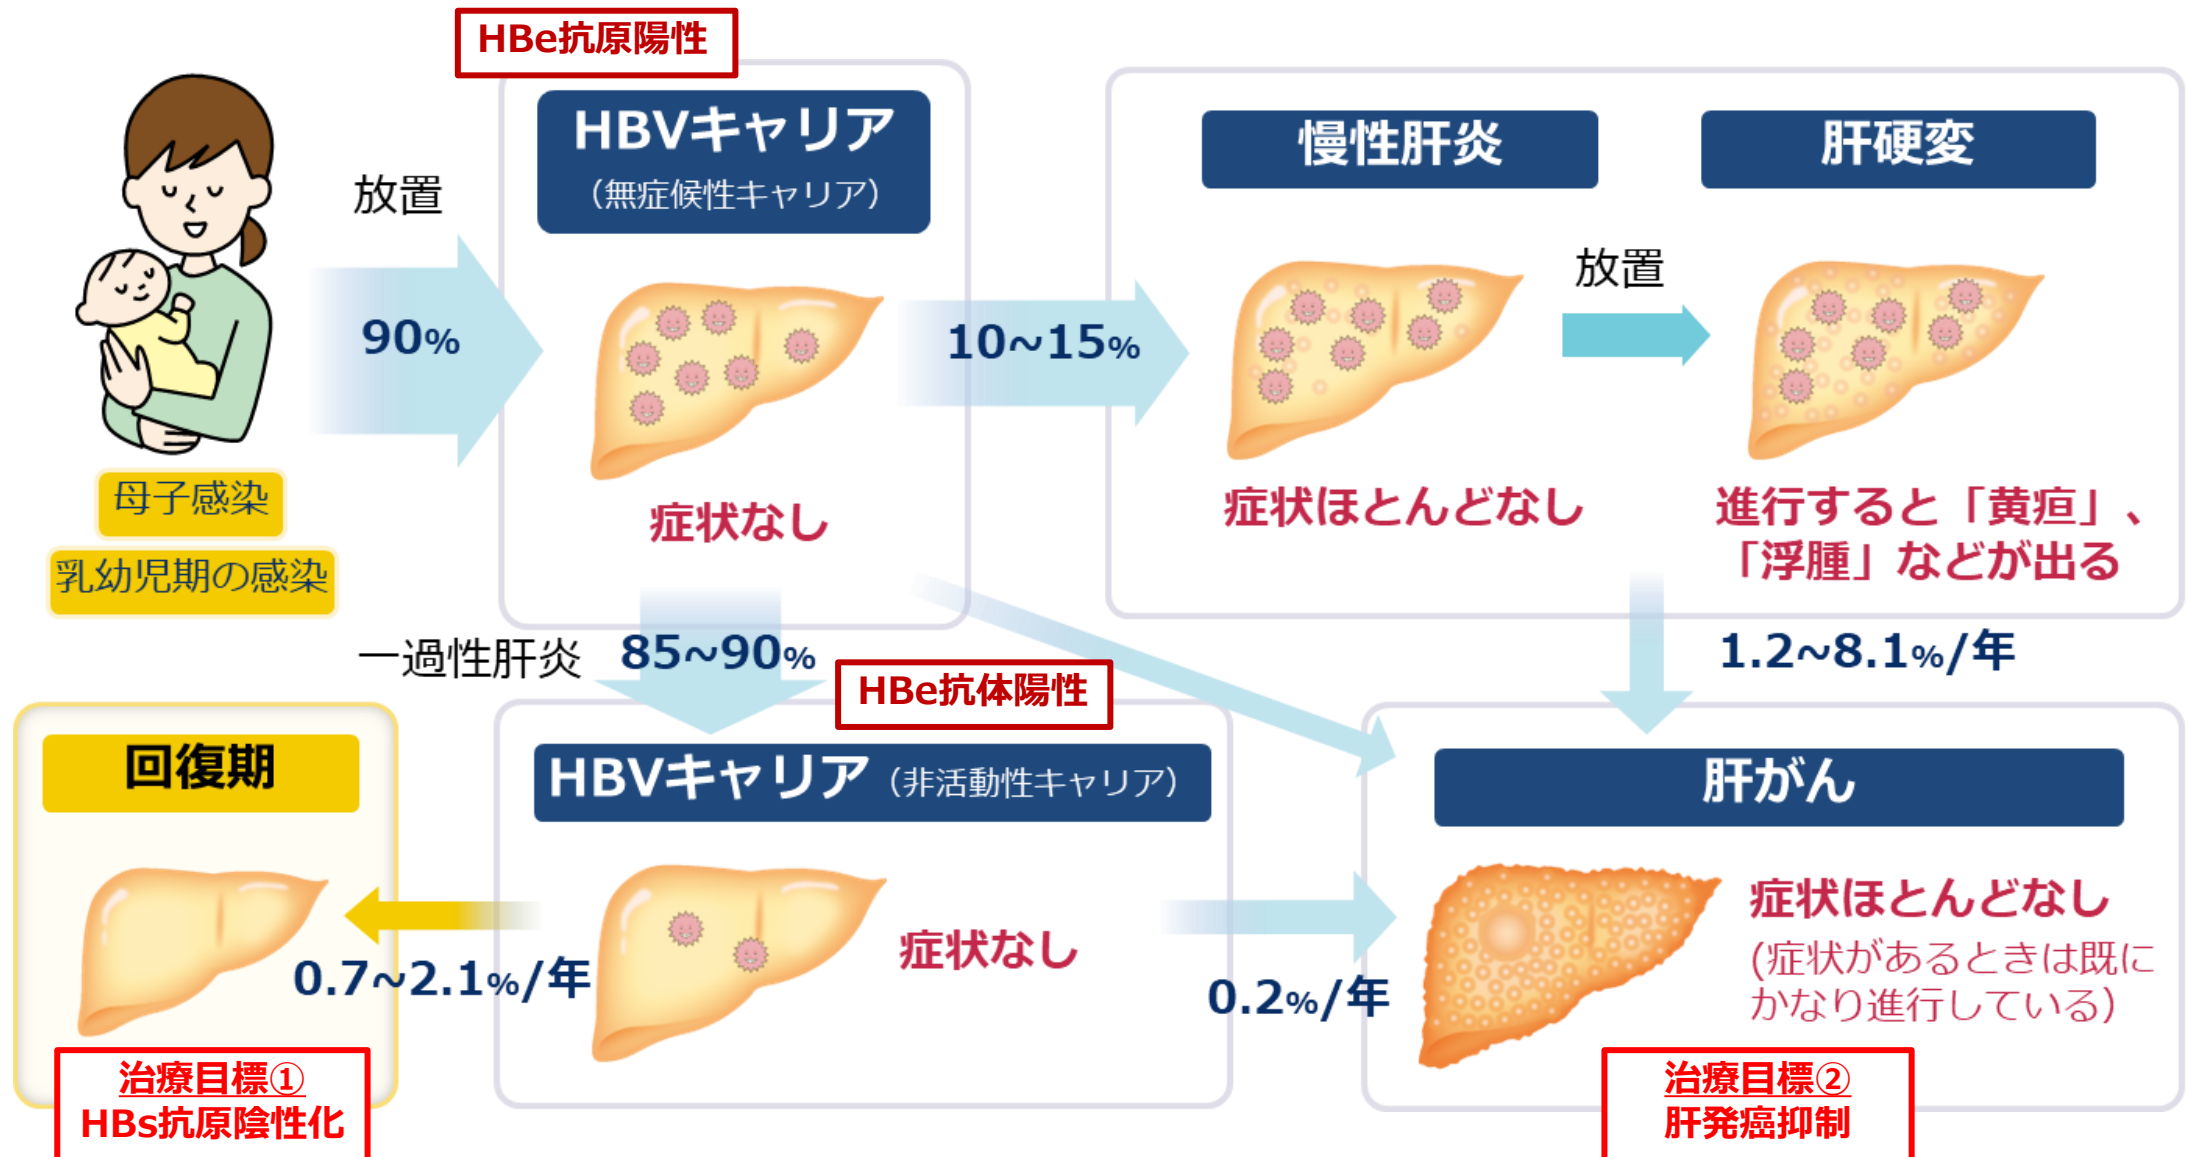 HBe抗原陽性
HBVキャリア
（無症候性キャリア）
放置
90%
母子感染
乳幼児期の感染
症状なし
10~15%
慢性肝炎
症状ほとんどなし
放置
肝硬変
進行すると「黄疸」、
「浮腫」などが出る
一過性肝炎
85~90%
HBe抗体陽性
1.2~8.1%/年
回復期
0.7~2.1%/年
治療目標①
HBs抗原陰性化
HBVキャリア（非活動性キャリア）
症状なし
0.2%/年
肝がん
症状ほとんどなし
(症状があるときは既に
かなり進行している)
治療目標②
肝発癌抑制